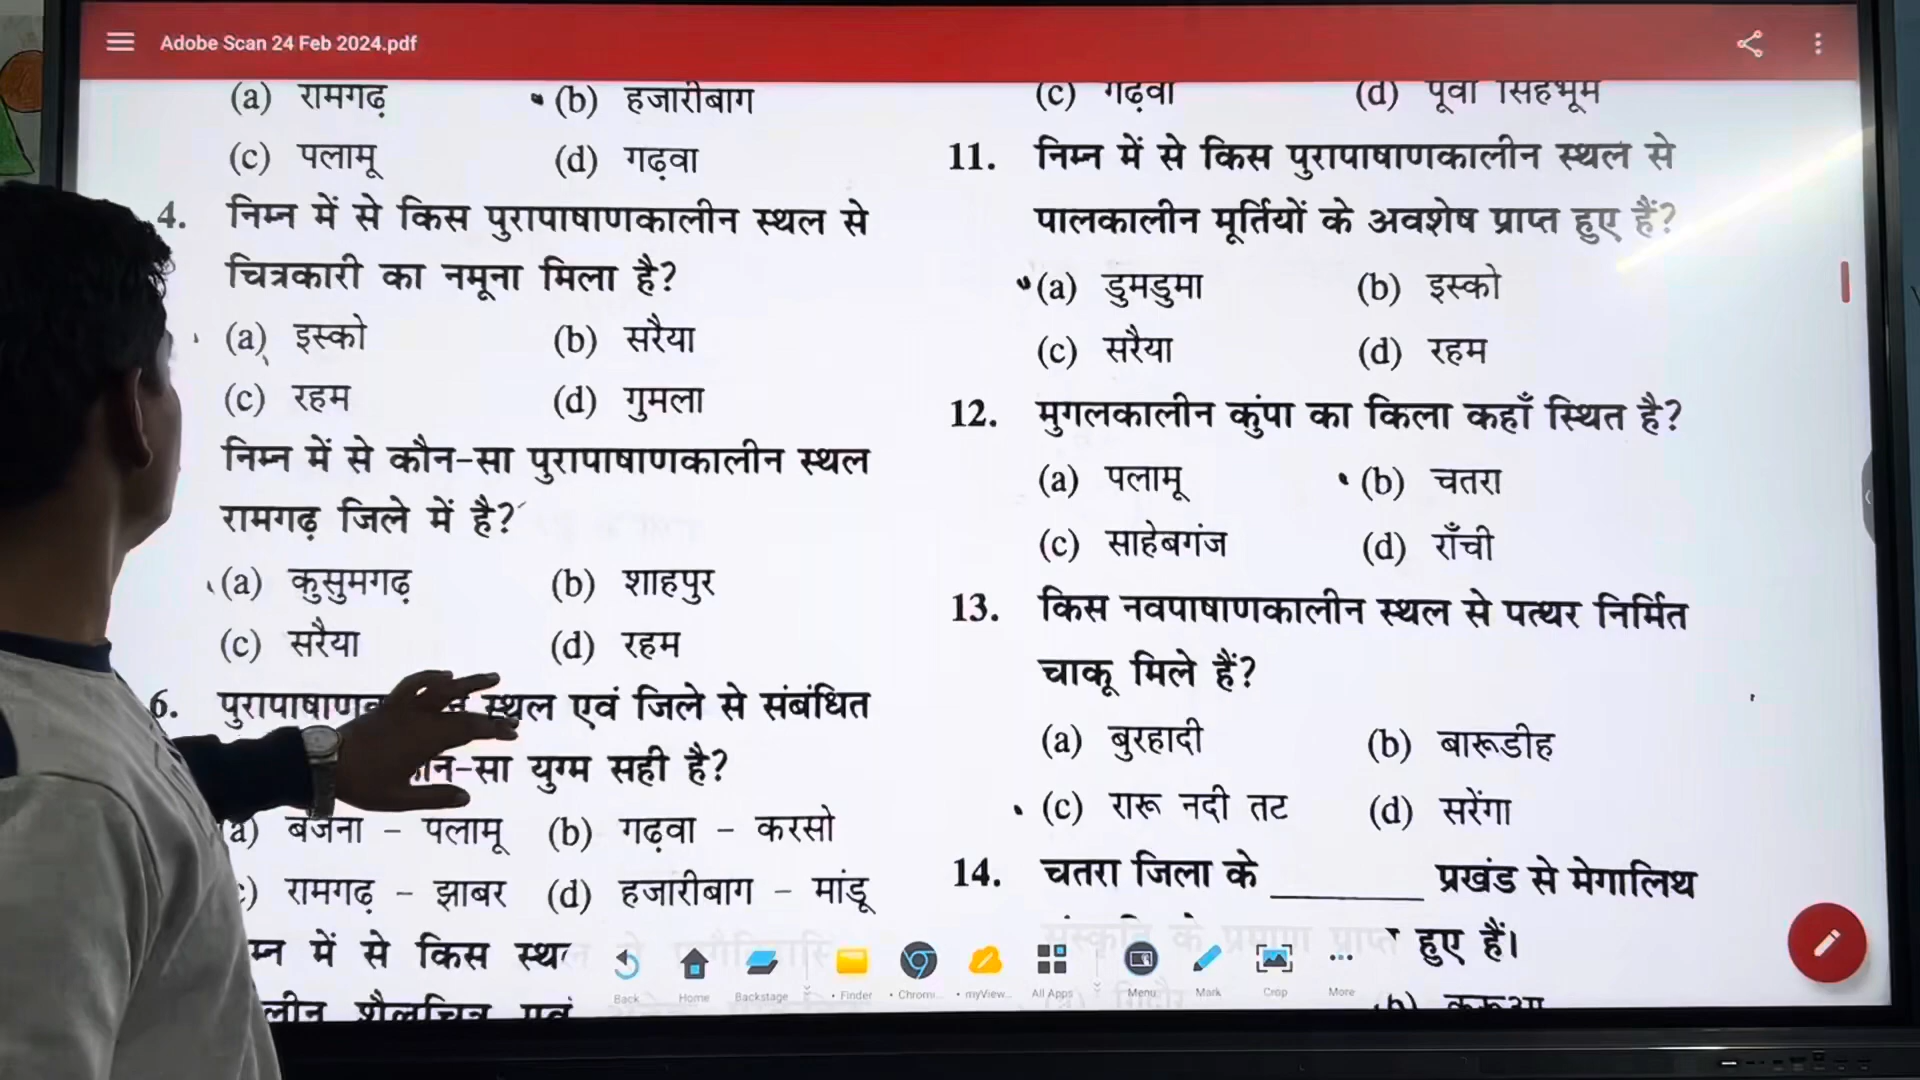 Adobe Scan 24 Feb 2024.pdf
(a) रामगढ़ (b) हजारीबाग
(c) पलामू (d) गढ़वा
4. निम्न में से किस पुरापाषाणकालीन स्थल से
चित्रकारी का नमूना मिला है?
(a) इस्को (b) सरैया
(c) रहम (d) गुमला
निम्न में से कौन-सा पुरापाषाणकालीन स्थल
रामगढ़ जिले में है?
(a) कुसुमगढ़ (b) शाहपुर
(c) सरैया (d) रहम
6. स्थल एवं जिले से संबंधित
युग्म सही है?
(a) बजना - पलामू (b) गढ़वा - करसो
रामगढ़ - झाबर (d) हजारीबाग - मांडू
में से किस
शैलचित्र एवं
(c) गढ़वा (d) पूर्वी सिंहभूम
11. निम्न में से किस पुरापाषाणकालीन स्थल से
पालकालीन मूर्तियों के अवशेष प्राप्त हुए हैं?
(a) डुमडुमा (b) इस्को
(c) सरैया (d) रहम
12. मुगलकालीन कुंपा का किला कहाँ स्थित है?
(a) पलामू (b) चतरा
(c) साहेबगंज (d) राँची
13. किस नवपाषाणकालीन स्थल से पत्थर निर्मित
चाकू मिले हैं?
(a) बुरहादी (b) बारूडीह
(c) रारू नदी तट (d) सरेंगा
14. चतरा जिला के ________ प्रखंड से मेगालिथ
संस्कृति के प्रमाण प्राप्त हुए हैं।
Back Home Backstage Finder Chromi... myView... All Apps Menu Mark Crop More